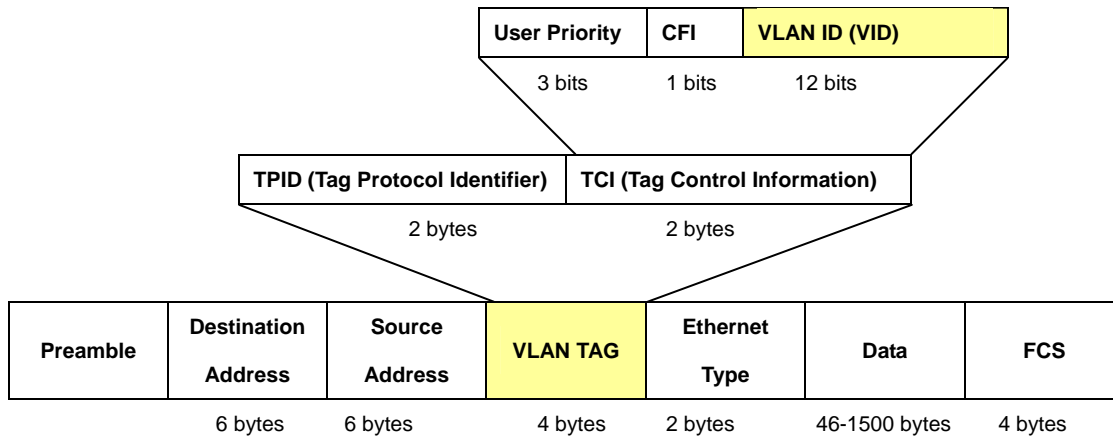 User Priority CFI VLAN ID (VID)
3 bits 1 bits 12 bits
TPID (Tag Protocol Identifier) TCI (Tag Control Information)
2 bytes 2 bytes
Preamble
Destination
Address
Source
Address
VLAN TAG
Ethernet
Type
Data
FCS
6 bytes 6 bytes 4 bytes 2 bytes 46-1500 bytes 4 bytes